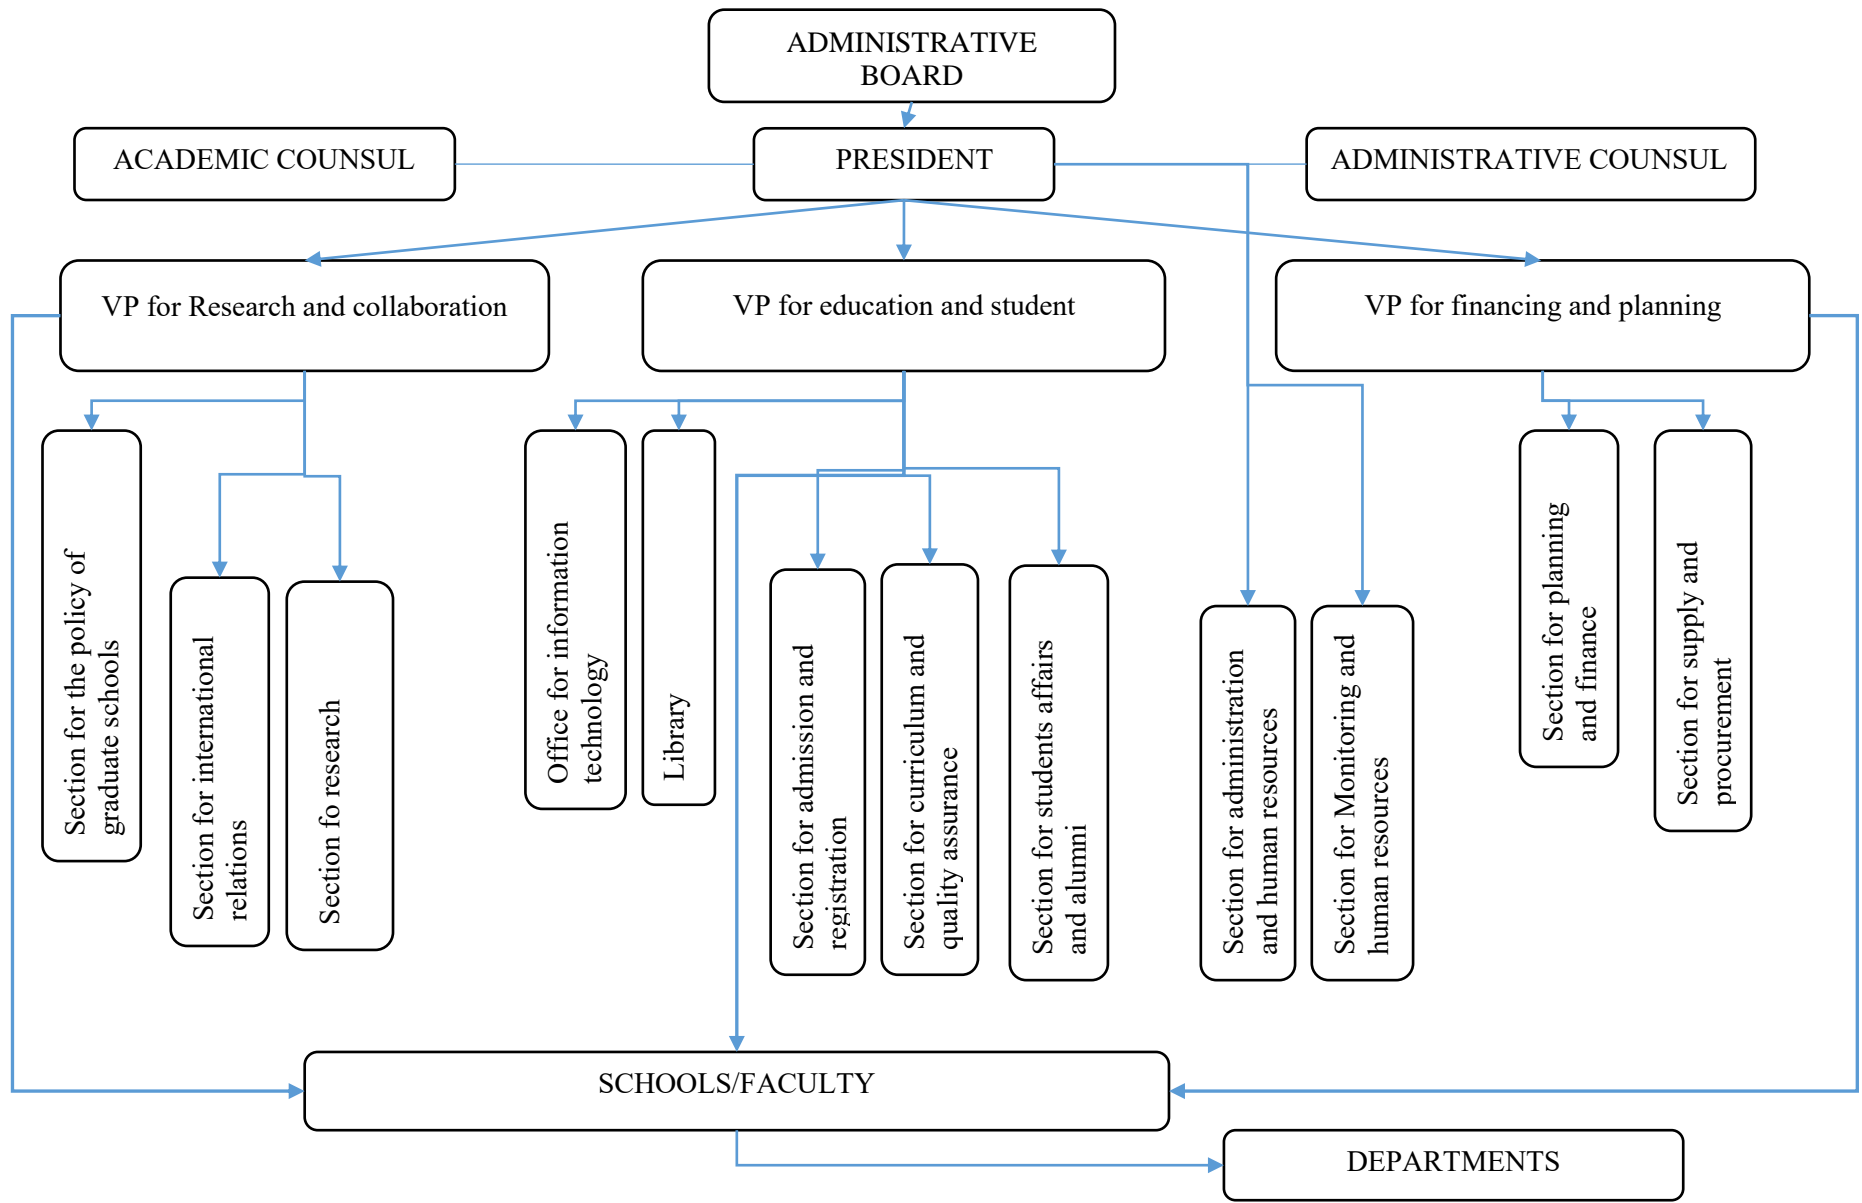 ADMINISTRATIVE
BOARD
ACADEMIC COUNSUL
PRESIDENT
ADMINISTRATIVE COUNSUL
VP for Research and collaboration
VP for education and student
VP for financing and planning
Section for the policy of
graduate schools
Section for international
relations
Section fo research
Office for information
technology
Library
Section for admission and
registration
Section for curriculum and
quality assurance
Section for students affairs
and alumni
Section for administration
and human resources
Section for Monitoring and
human resources
Section for planning
and finance
Section for supply and
procurement
SCHOOLS/FACULTY
DEPARTMENTS